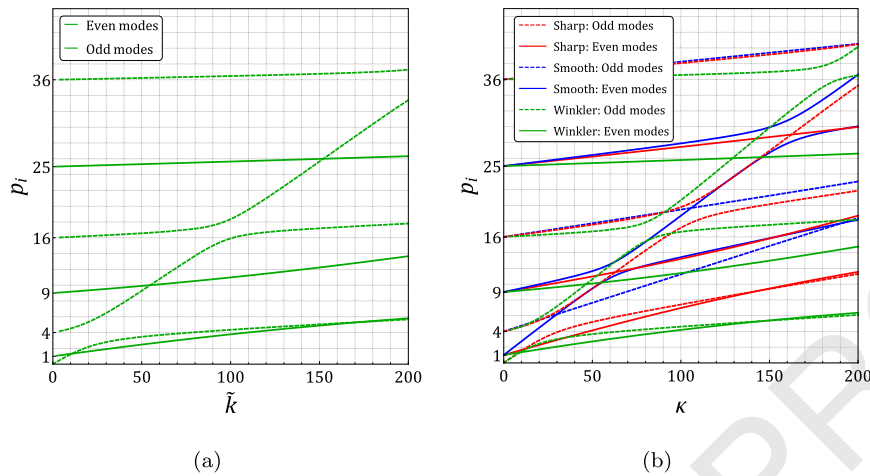 Even modes
Odd modes
p_i
36
25
16
9
4
1
0
50
100
150
200
k̃
(a)
Sharp: Odd modes
Sharp: Even modes
Smooth: Odd modes
Smooth: Even modes
Winkler: Odd modes
Winkler: Even modes
p_i
36
25
16
9
4
1
0
50
100
150
200
κ
(b)
PRO